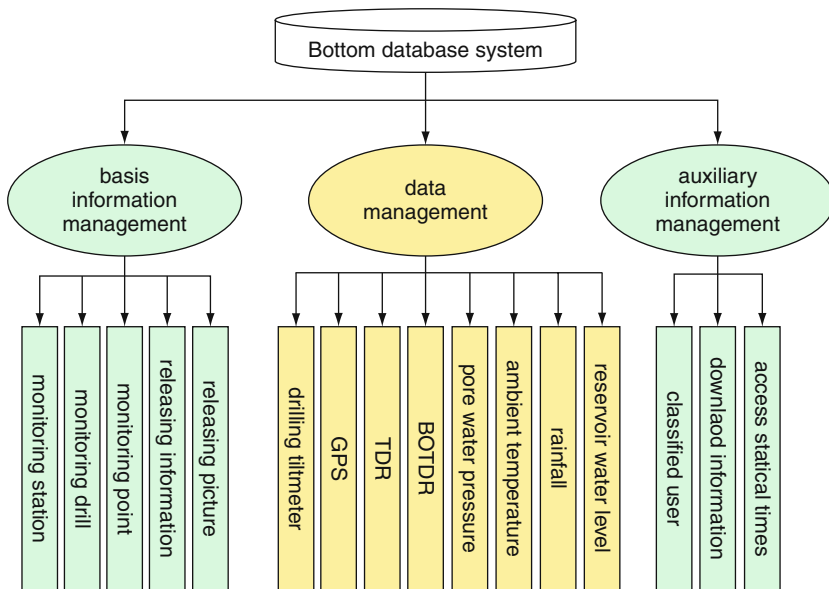 Bottom database system
basis
information
management
data
management
auxiliary
information
management
monitoring station
monitoring drill
monitoring point
releasing information
releasing picture
drilling tiltmeter
GPS
TDR
BOTDR
pore water pressure
ambient temperature
rainfall
reservoir water level
classified user
downlaod information
access statical times